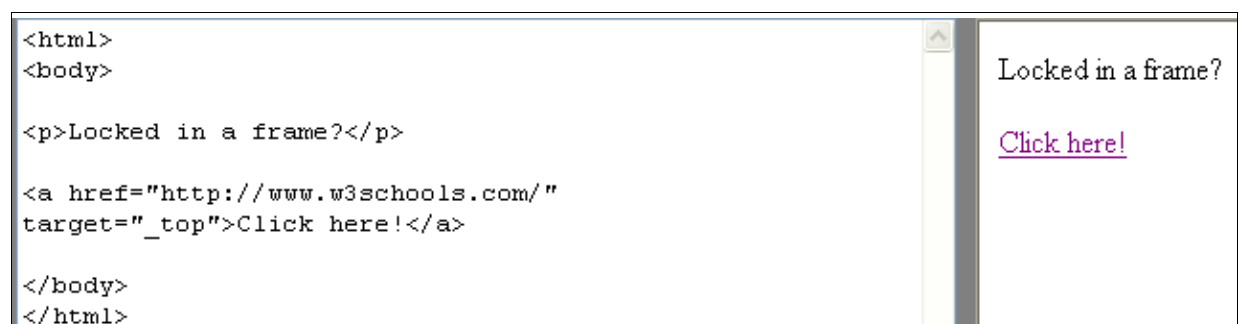 <html>
<body>
<p>Locked in a frame?</p>
<a href="http://www.w3schools.com/"
target="_top">Click here!</a>
</body>
</html>
Locked in a frame?
Click here!